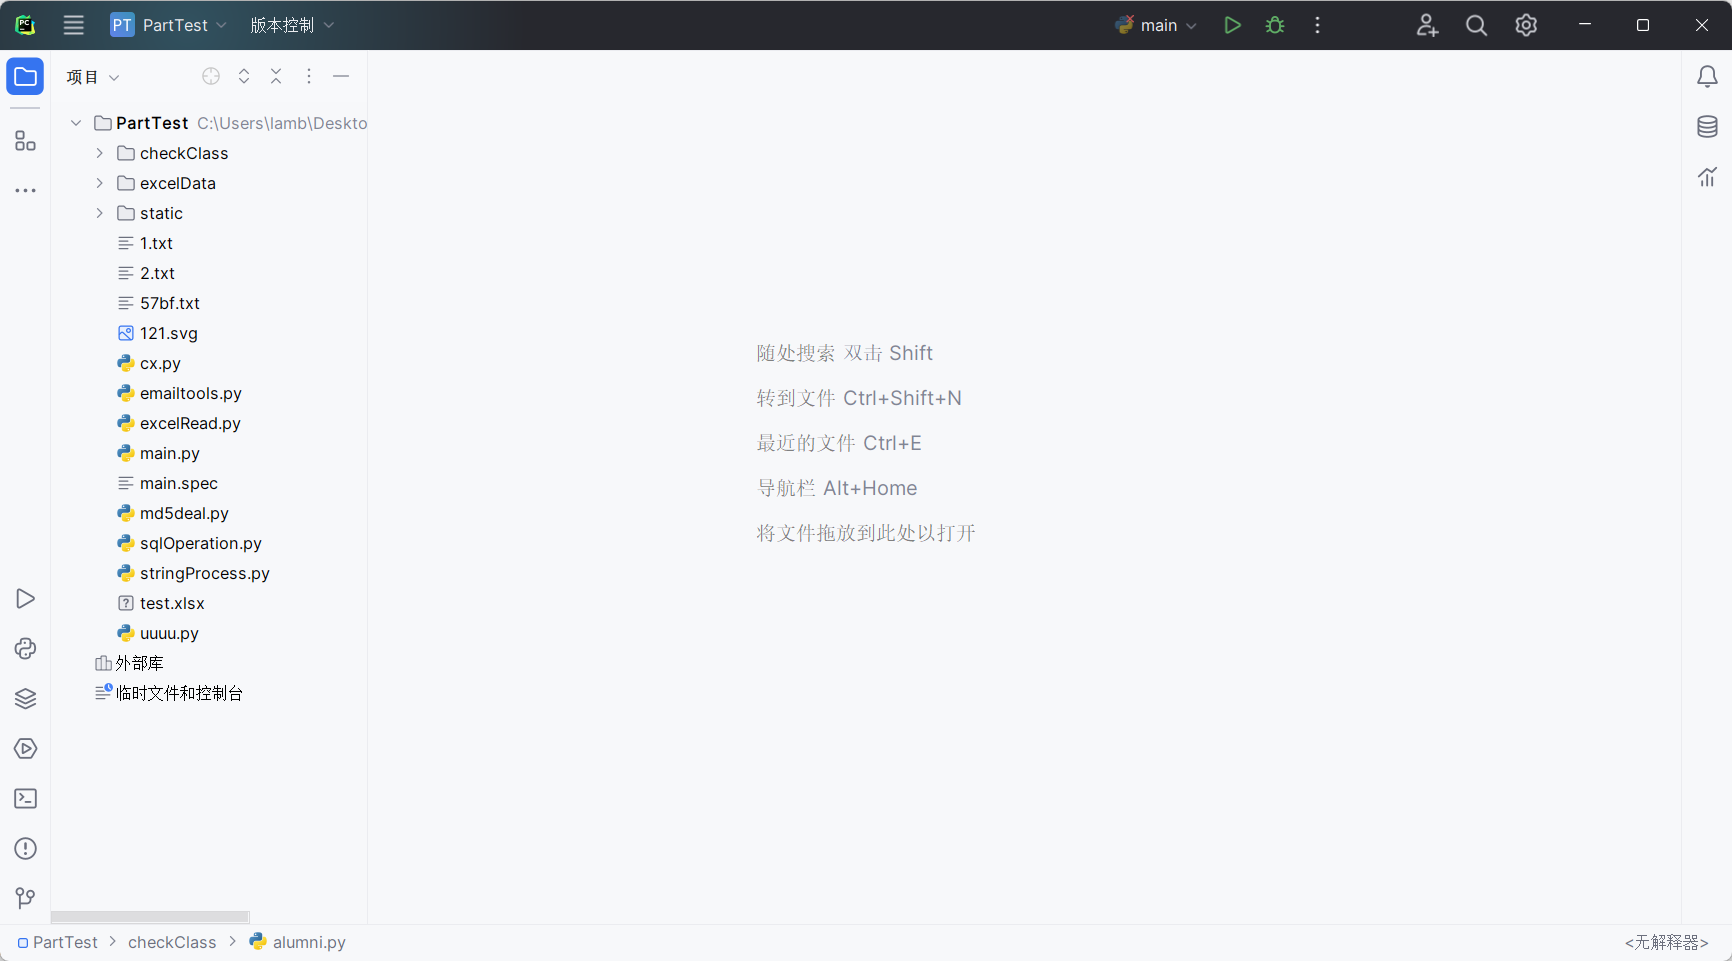 PC PT PartTest 版本控制 main
项目
PartTest C:\Users\lamb\Deskto
checkClass
excelData
static
1.txt
2.txt
57bf.txt
121.svg
cx.py
emailtools.py
excelRead.py
main.py
main.spec
md5deal.py
sqlOperation.py
stringProcess.py
test.xlsx
uuuu.py
外部库
临时文件和控制台
随处搜索 双击 Shift
转到文件 Ctrl+Shift+N
最近的文件 Ctrl+E
导航栏 Alt+Home
将文件拖放到此处以打开
PartTest > checkClass > alumni.py <无解释器>